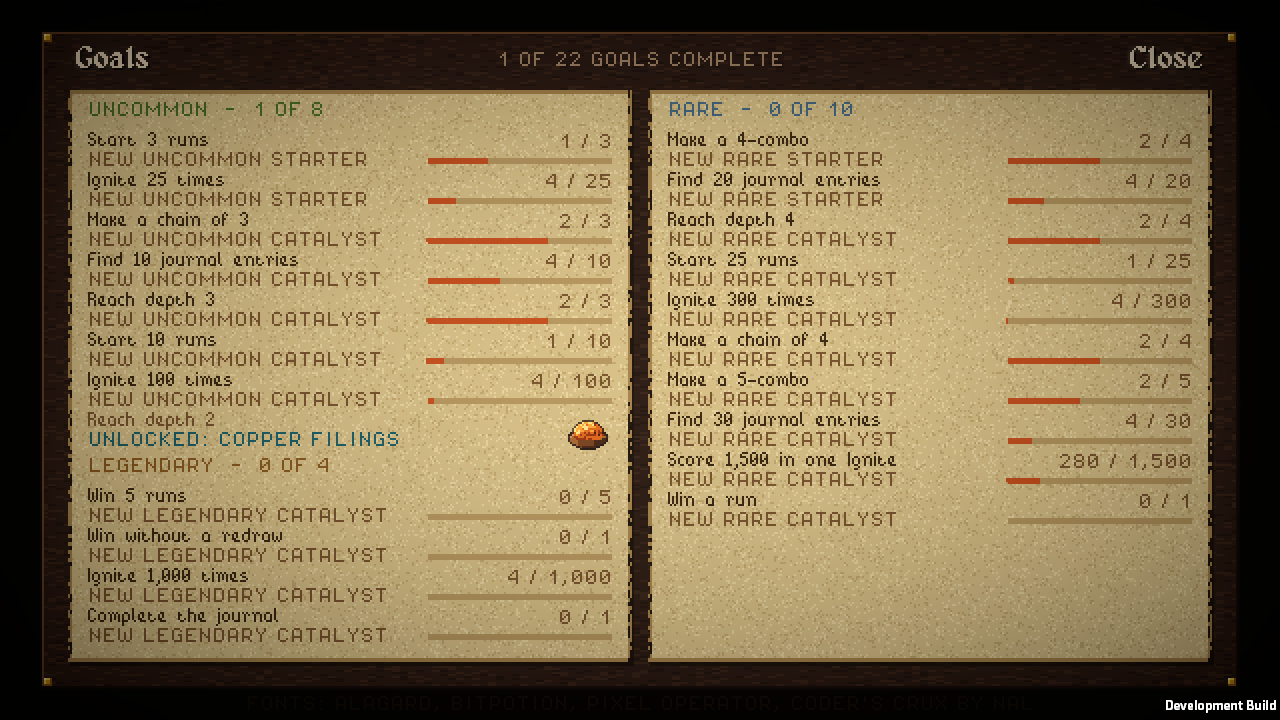 Goals
1 OF 22 GOALS COMPLETE
Close
UNCOMMON - 1 OF 8
Start 3 runs 1 / 3
NEW UNCOMMON STARTER
Ignite 25 times 4 / 25
NEW UNCOMMON STARTER
Make a chain of 3 2 / 3
NEW UNCOMMON CATALYST
Find 10 journal entries 4 / 10
NEW UNCOMMON CATALYST
Reach depth 3 2 / 3
NEW UNCOMMON CATALYST
Start 10 runs 1 / 10
NEW UNCOMMON CATALYST
Ignite 100 times 4 / 100
NEW UNCOMMON CATALYST
Reach depth 2
UNLOCKED: COPPER FILINGS
LEGENDARY - 0 OF 4
Win 5 runs 0 / 5
NEW LEGENDARY CATALYST
Win without a redraw 0 / 1
NEW LEGENDARY CATALYST
Ignite 1,000 times 4 / 1,000
NEW LEGENDARY CATALYST
Complete the journal 0 / 1
NEW LEGENDARY CATALYST
RARE - 0 OF 10
Make a 4-combo 2 / 4
NEW RARE STARTER
Find 20 journal entries 4 / 20
NEW RARE STARTER
Reach depth 4 2 / 4
NEW RARE CATALYST
Start 25 runs 1 / 25
NEW RARE CATALYST
Ignite 300 times 4 / 300
NEW RARE CATALYST
Make a chain of 4 2 / 4
NEW RARE CATALYST
Make a 5-combo 2 / 5
NEW RARE CATALYST
Find 30 journal entries 4 / 30
NEW RARE CATALYST
Score 1,500 in one Ignite 280 / 1,500
NEW RARE CATALYST
Win a run 0 / 1
NEW RARE CATALYST
FONTS: ALAGARD, BITPOTION, PIXEL OPERATOR, CODER'S CRUX BY NAL
Development Build